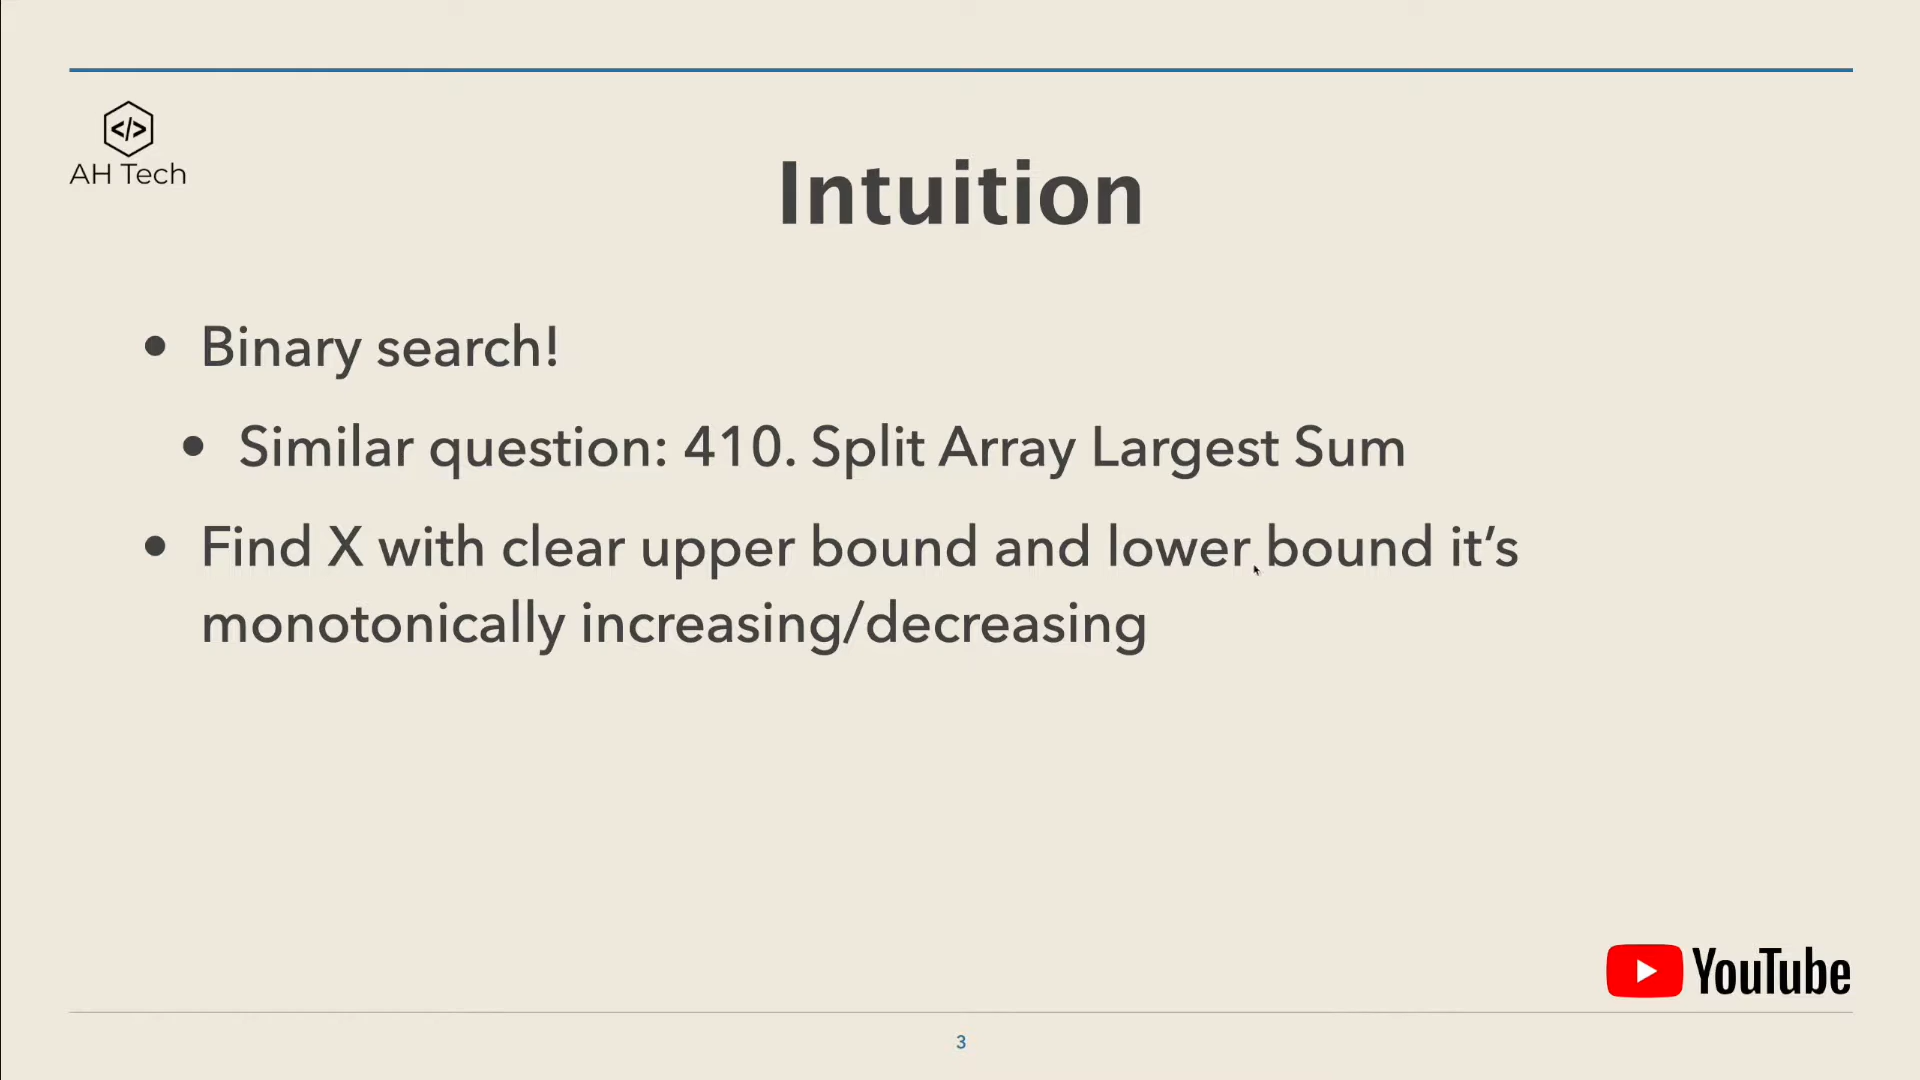 </>
AH Tech
Intuition
• Binary search!
• Similar question: 410. Split Array Largest Sum
• Find X with clear upper bound and lower bound it’s
monotonically increasing/decreasing
YouTube
3